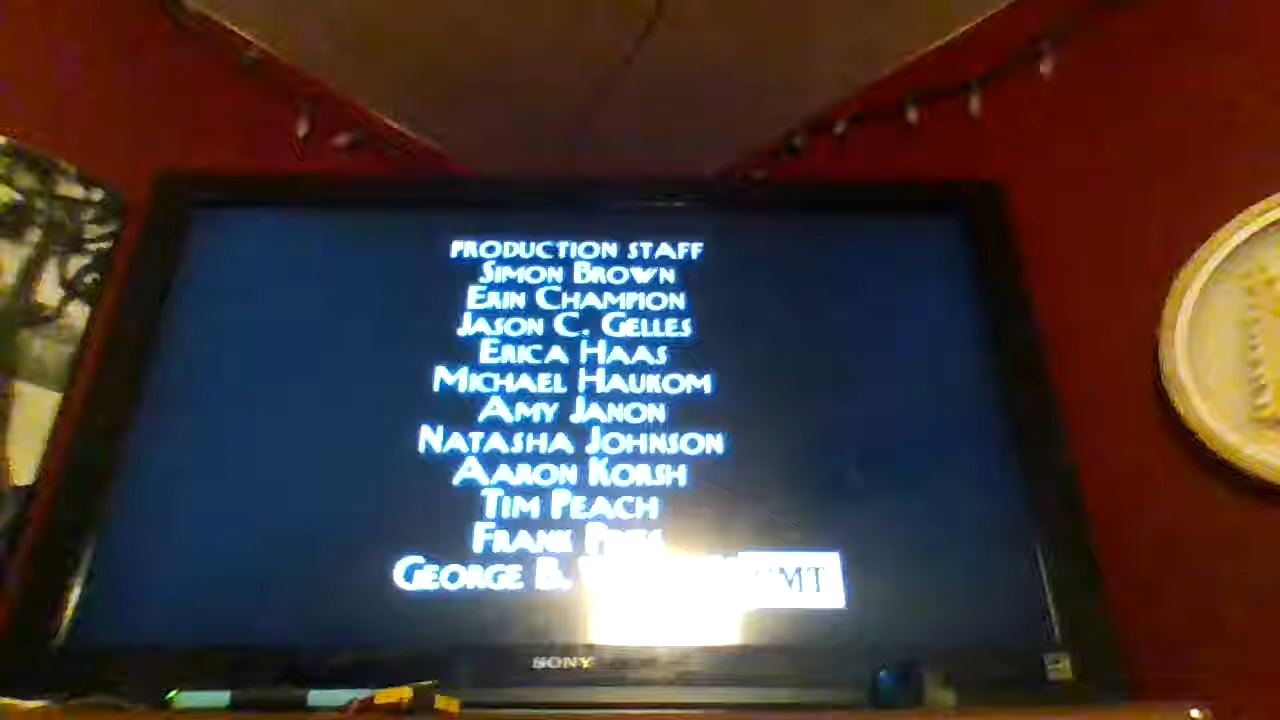 PRODUCTION STAFF
SIMON BROWN
ERIN CHAMPION
JASON C. GELLES
ERICA HAAS
MICHAEL HAUKOM
AMY JANON
NATASHA JOHNSON
AARON KORSH
TIM PEACH
FRANK
GEORGE B.
CMT
SONY